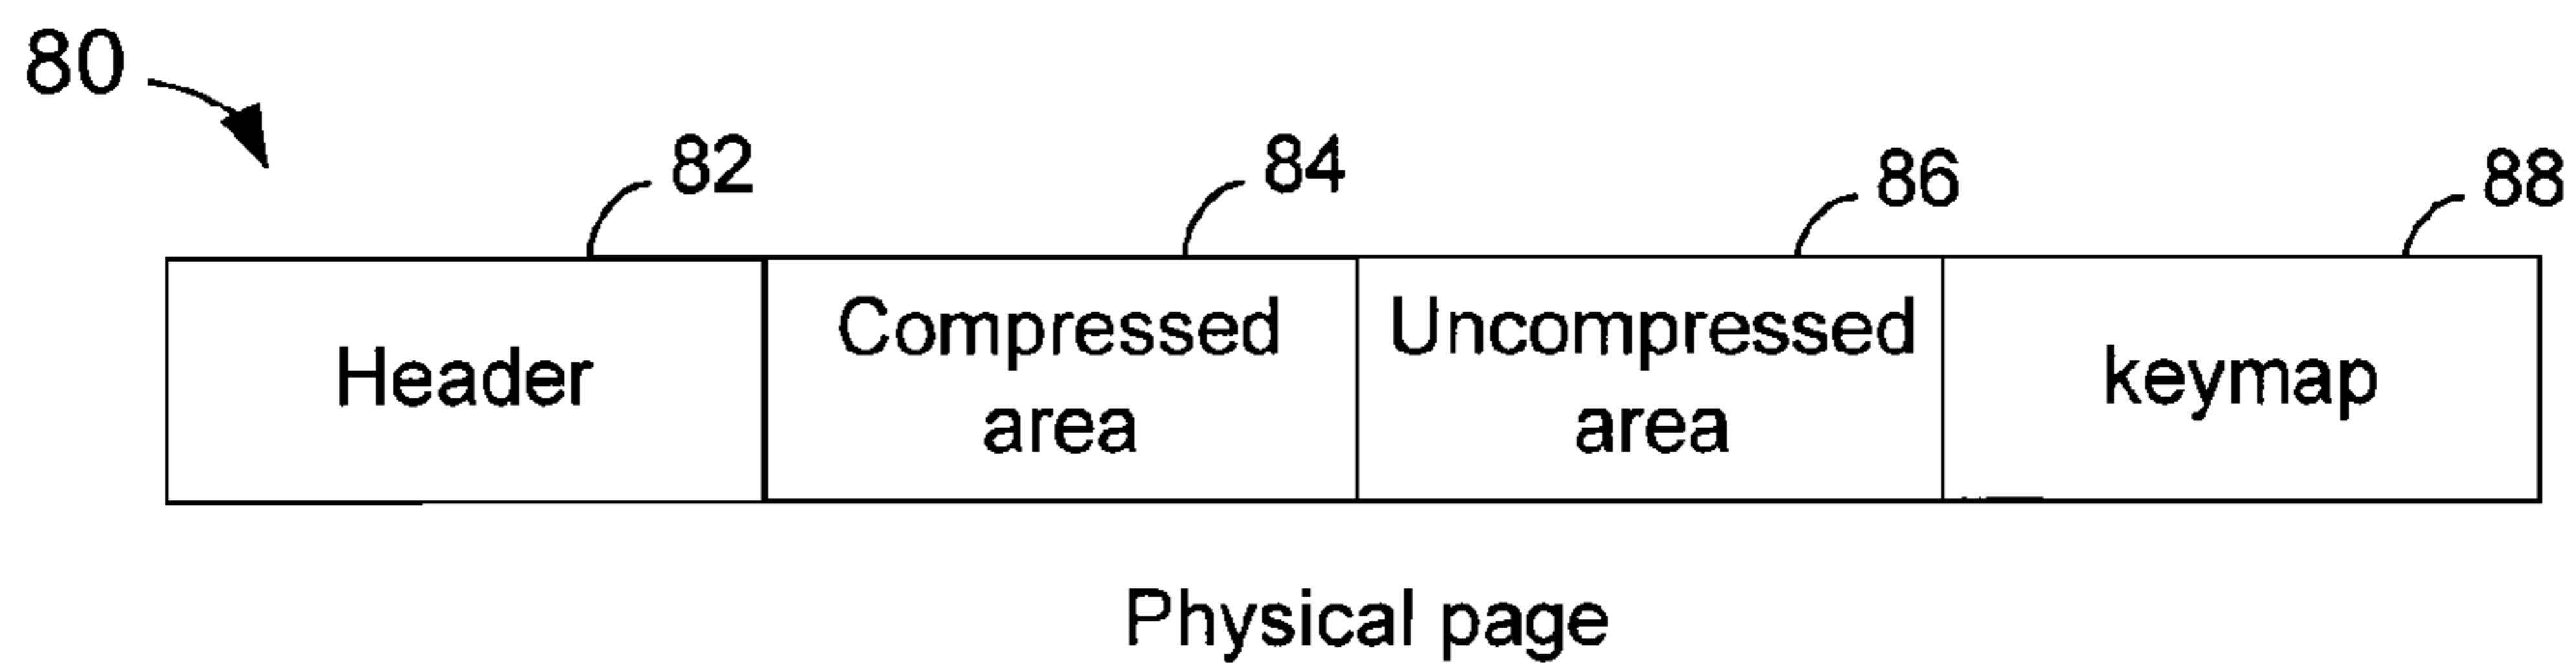 80
82
84
86
88
Header
Compressed
area
Uncompressed
area
keymap
Physical page